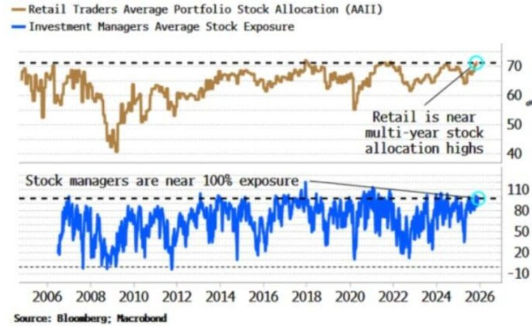 Retail Traders Average Portfolio Stock Allocation (AAII)
Investment Managers Average Stock Exposure
70
60
50
40
Retail is near
multi-year stock
allocation highs
Stock managers are near 100% exposure
110
80
50
20
-10
2006 2008 2010 2012 2014 2016 2018 2020 2022 2024 2026
Source: Bloomberg; Macrobond